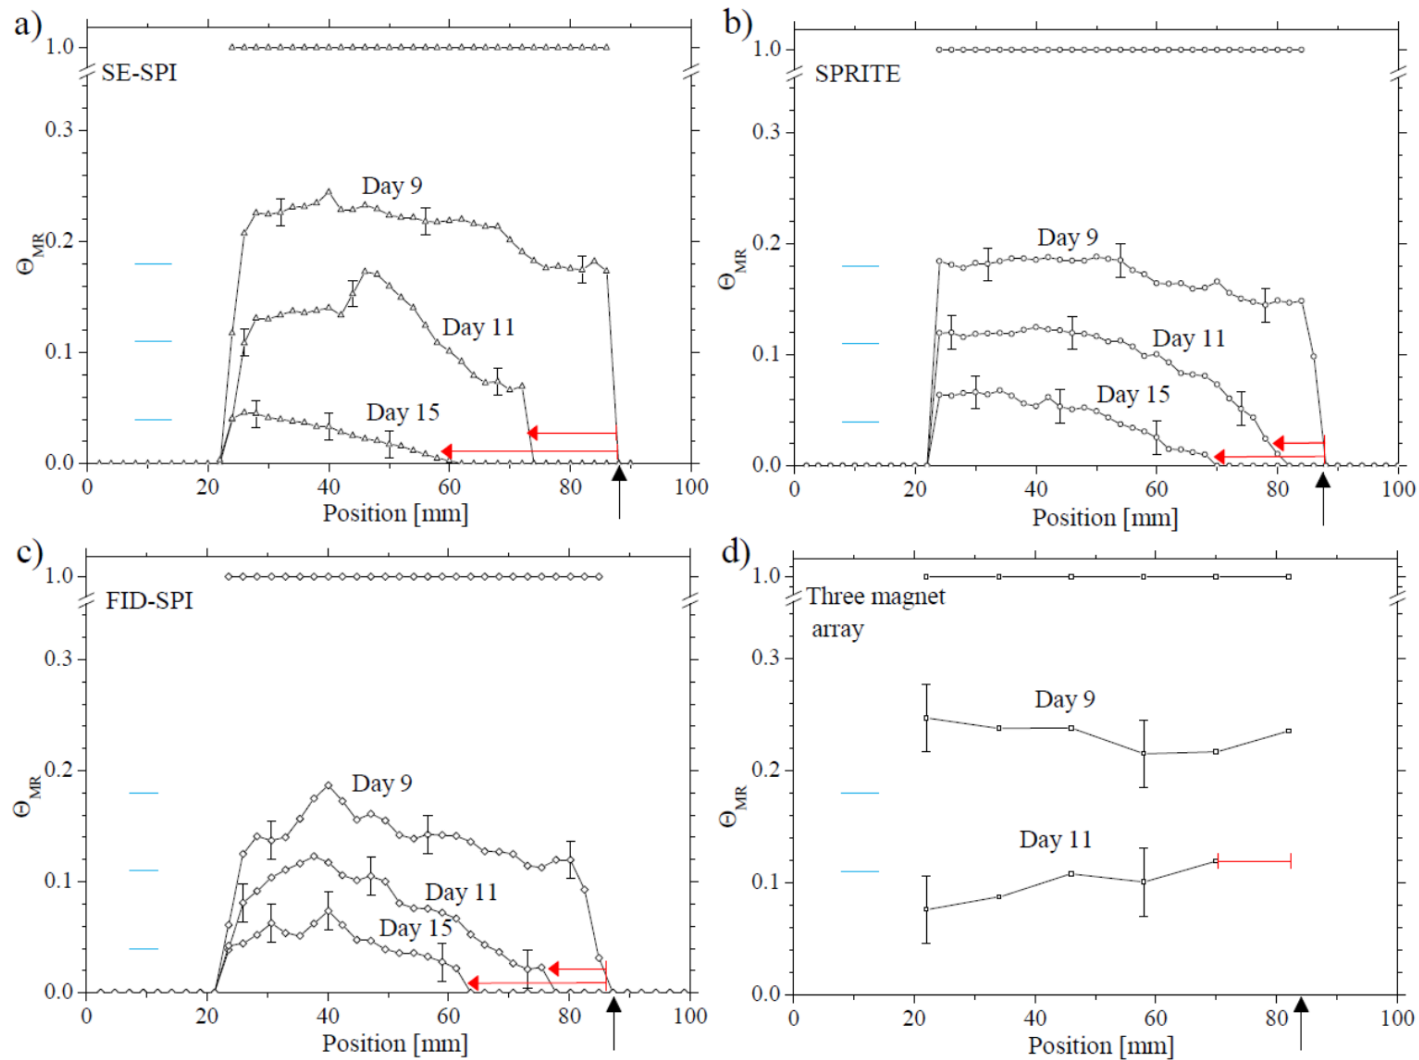 a)
1.0
SE-SPI
0.3
0.2
0.1
0.0
Θ_MR
Day 9
Day 11
Day 15
0 20 40 60 80 100
Position [mm]
b)
1.0
SPRITE
0.3
0.2
0.1
0.0
Θ_MR
Day 9
Day 11
Day 15
0 20 40 60 80 100
Position [mm]
c)
1.0
FID-SPI
0.3
0.2
0.1
0.0
Θ_MR
Day 9
Day 11
Day 15
0 20 40 60 80 100
Position [mm]
d)
1.0
Three magnet
array
0.3
0.2
0.1
0.0
Θ_MR
Day 9
Day 11
0 20 40 60 80 100
Position [mm]